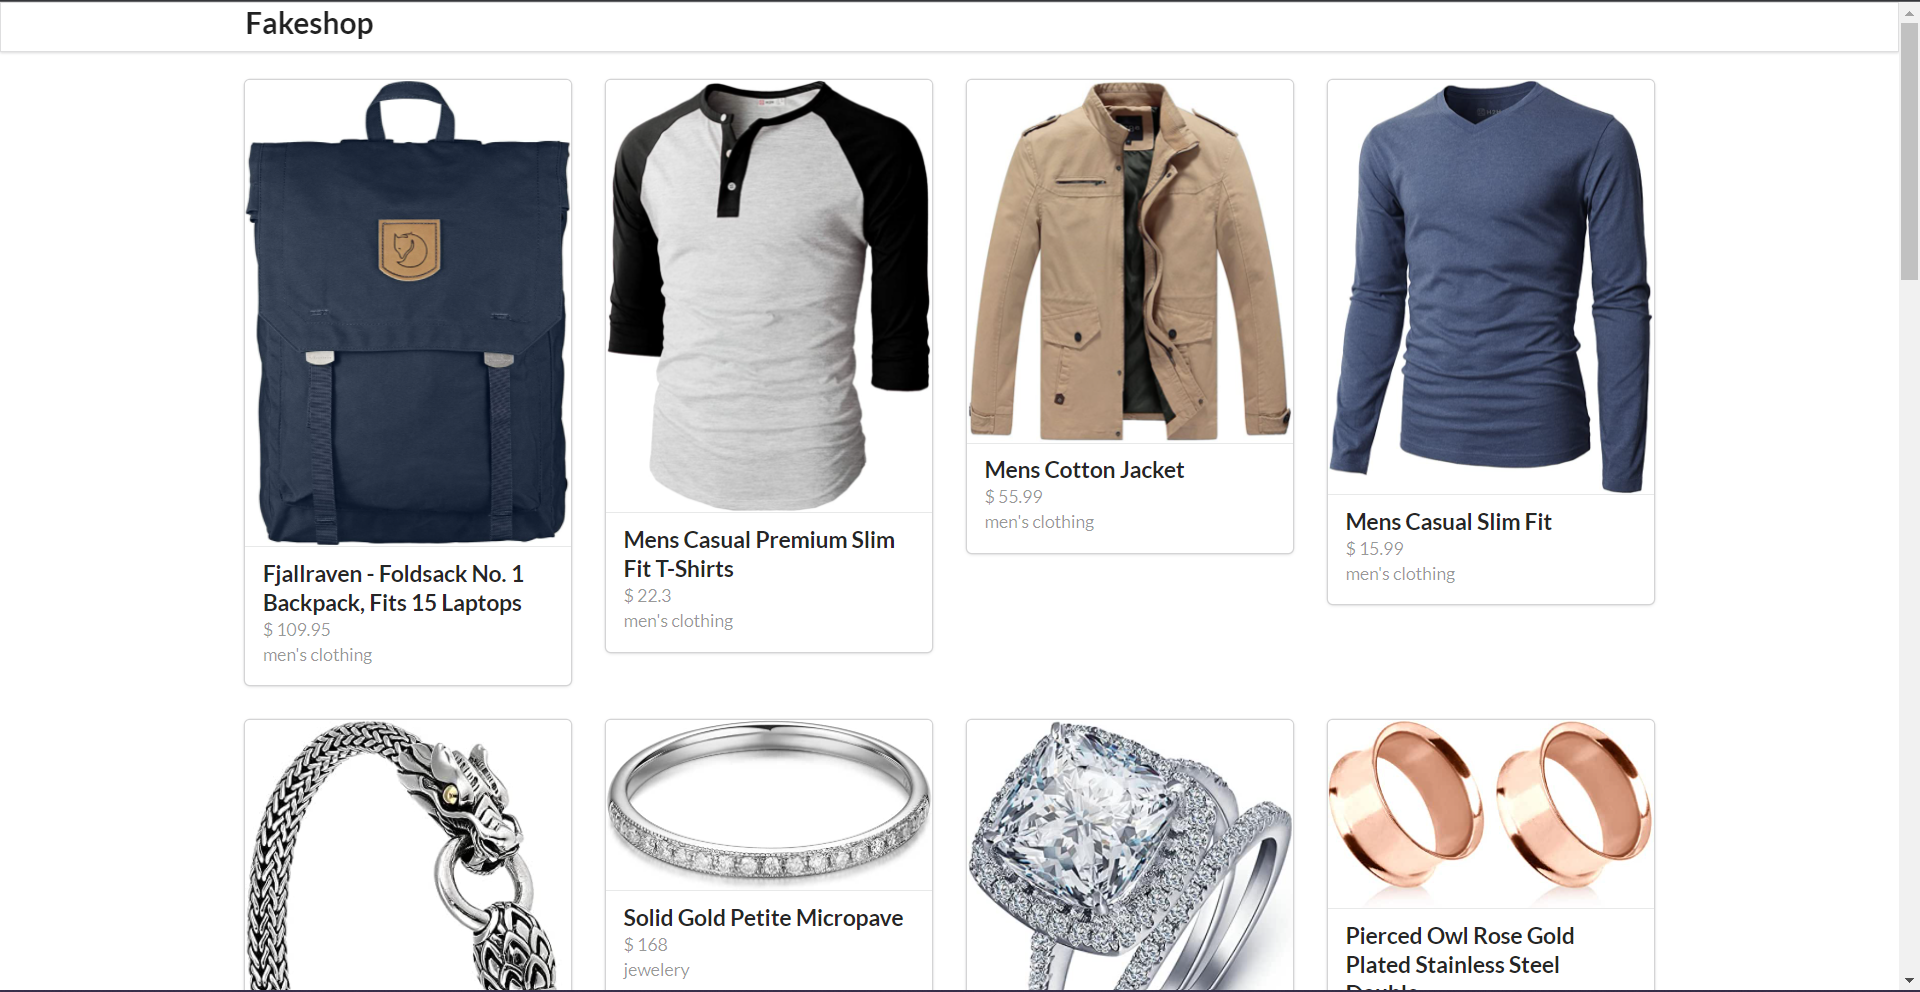 Fakeshop
Fjallraven - Foldsack No. 1
Backpack, Fits 15 Laptops
$ 109.95
men's clothing
Mens Casual Premium Slim
Fit T-Shirts
$ 22.3
men's clothing
Mens Cotton Jacket
$ 55.99
men's clothing
Mens Casual Slim Fit
$ 15.99
men's clothing
Solid Gold Petite Micropave
$ 168
jewelery
Pierced Owl Rose Gold
Plated Stainless Steel
Double